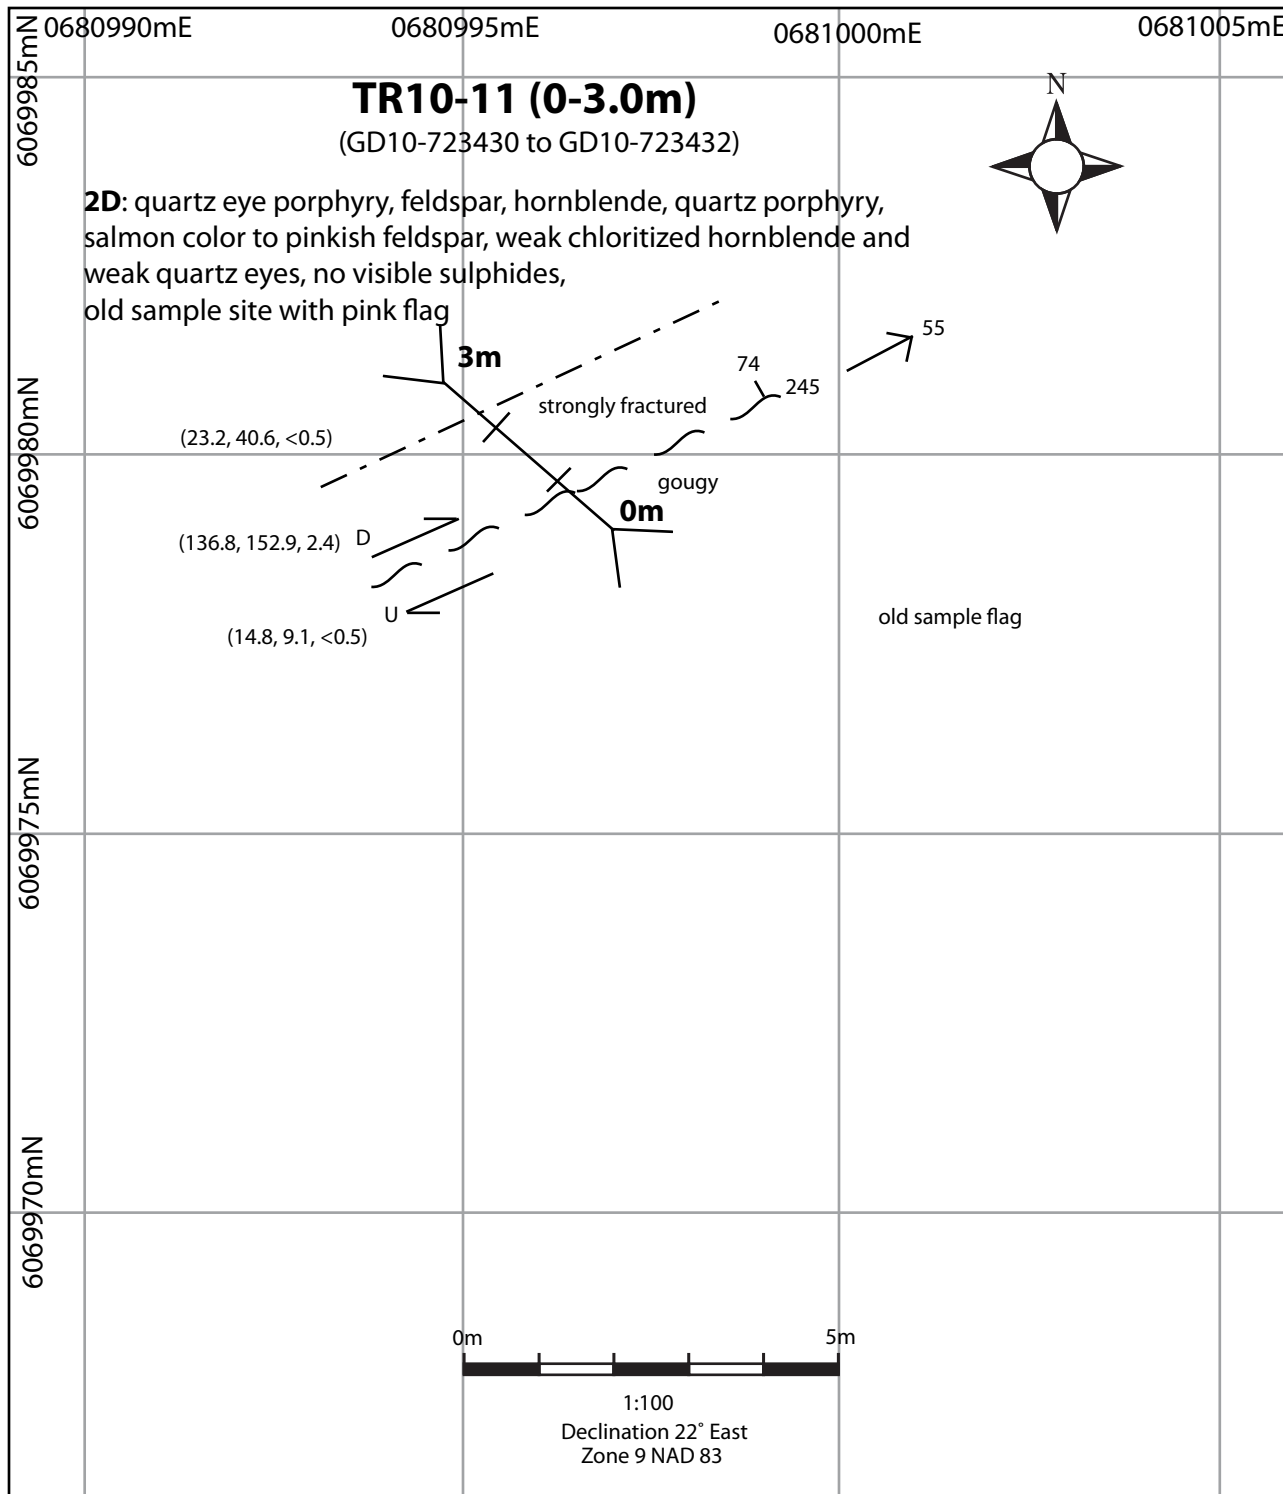 0680990mE 0680995mE 0681000mE 0681005mE
6069985mN
TR10-11 (0-3.0m)
N
(GD10-723430 to GD10-723432)
2D: quartz eye porphyry, feldspar, hornblende, quartz porphyry,
salmon color to pinkish feldspar, weak chloritized hornblende and
weak quartz eyes, no visible sulphides,
old sample site with pink flag
55
3m
74
245
strongly fractured
(23.2, 40.6, <0.5)
6069980mN
gougy
0m
(136.8, 152.9, 2.4) D
U
old sample flag
(14.8, 9.1, <0.5)
6069975mN
6069970mN
0m 5m
1:100
Declination 22° East
Zone 9 NAD 83